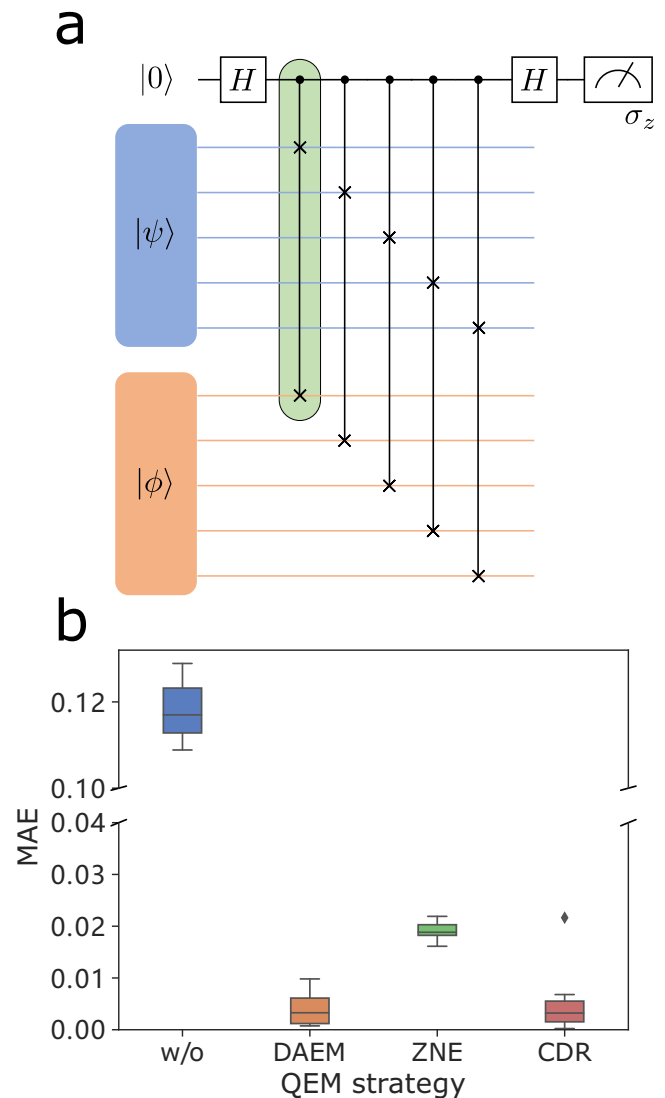 a
|0⟩ H H
σz
|ψ⟩
|ϕ⟩
b
0.12
0.10
0.04
0.03
0.02
0.01
0.00
MAE
w/o DAEM ZNE CDR
QEM strategy